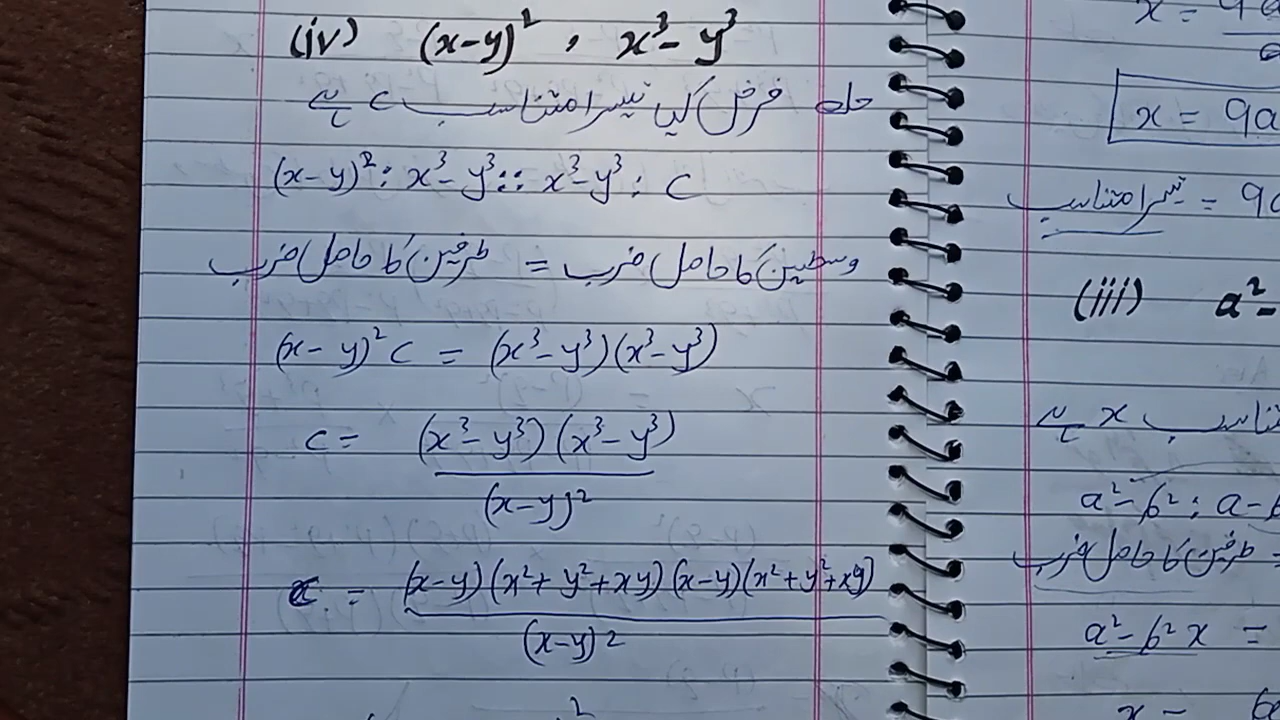 (iv) (x-y)² , x³-y³
حل فرض کیا تیسرا متناسب c ہے
(x-y)² : x³-y³ :: x³-y³ : c
وسطین کا حاصل ضرب = طرفین کا حاصل ضرب
(x-y)² c = (x³-y³)(x³-y³)
c = (x³-y³)(x³-y³)
(x-y)²
c = (x-y)(x²+y²+xy)(x-y)(x²+y²+xy)
(x-y)2
x = 9a
x = 9a
تیسرا متناسب = 9a
(iii) a²-
x ہے
a²-b² : a-b
طرفین کا حاصل ضرب =
a²-b² x =